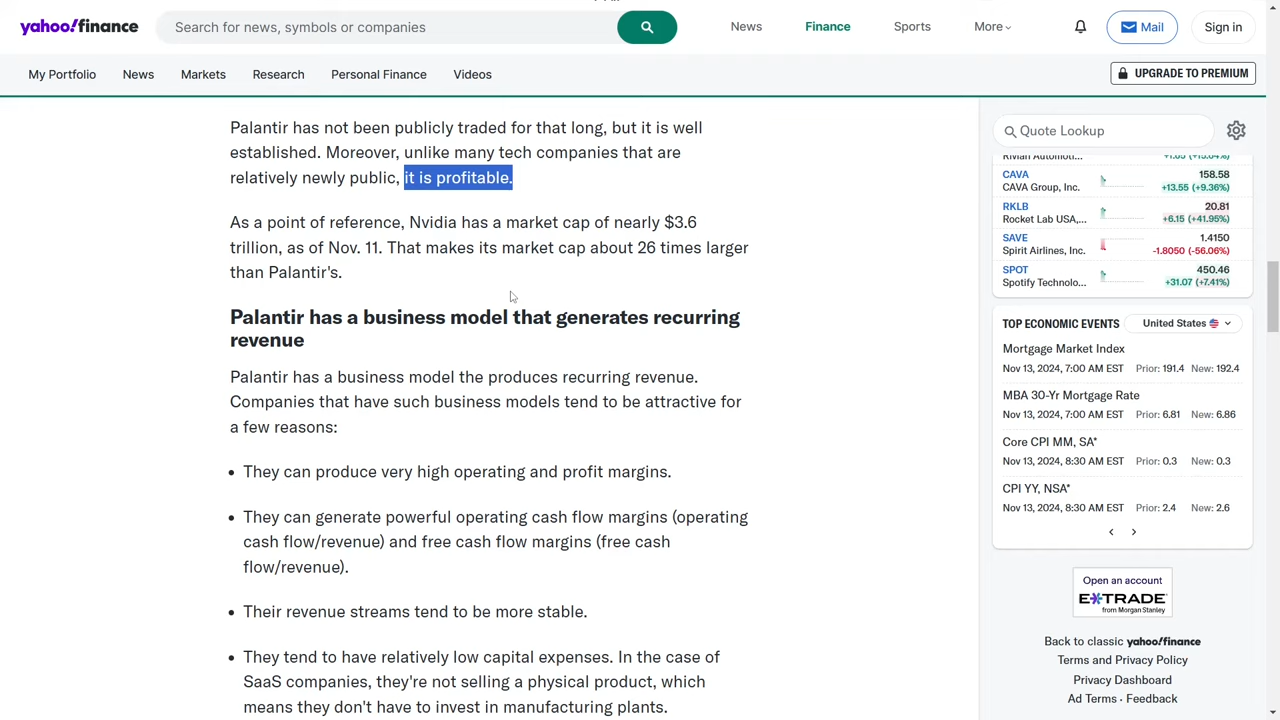 yahoo!finance
Search for news, symbols or companies
News
Finance
Sports
More
Mail
Sign in
My Portfolio
News
Markets
Research
Personal Finance
Videos
UPGRADE TO PREMIUM
Palantir has not been publicly traded for that long, but it is well
established. Moreover, unlike many tech companies that are
relatively newly public, it is profitable.
As a point of reference, Nvidia has a market cap of nearly $3.6
trillion, as of Nov. 11. That makes its market cap about 26 times larger
than Palantir's.
Palantir has a business model that generates recurring
revenue
Palantir has a business model the produces recurring revenue.
Companies that have such business models tend to be attractive for
a few reasons:
• They can produce very high operating and profit margins.
• They can generate powerful operating cash flow margins (operating
cash flow/revenue) and free cash flow margins (free cash
flow/revenue).
• Their revenue streams tend to be more stable.
• They tend to have relatively low capital expenses. In the case of
SaaS companies, they're not selling a physical product, which
means they don't have to invest in manufacturing plants.
Quote Lookup
Rivian Automoti...
CAVA 158.58
CAVA Group, Inc. +13.55 (+9.36%)
RKLB 20.81
Rocket Lab USA,... +6.15 (+41.95%)
SAVE 1.4150
Spirit Airlines, Inc. -1.8050 (-56.06%)
SPOT 450.46
Spotify Technolo... +31.07 (+7.41%)
TOP ECONOMIC EVENTS United States
Mortgage Market Index
Nov 13, 2024, 7:00 AM EST Prior: 191.4 New: 192.4
MBA 30-Yr Mortgage Rate
Nov 13, 2024, 7:00 AM EST Prior: 6.81 New: 6.86
Core CPI MM, SA*
Nov 13, 2024, 8:30 AM EST Prior: 0.3 New: 0.3
CPI YY, NSA*
Nov 13, 2024, 8:30 AM EST Prior: 2.4 New: 2.6
Open an account
E*TRADE
from Morgan Stanley
Back to classic yahoo!finance
Terms and Privacy Policy
Privacy Dashboard
Ad Terms · Feedback